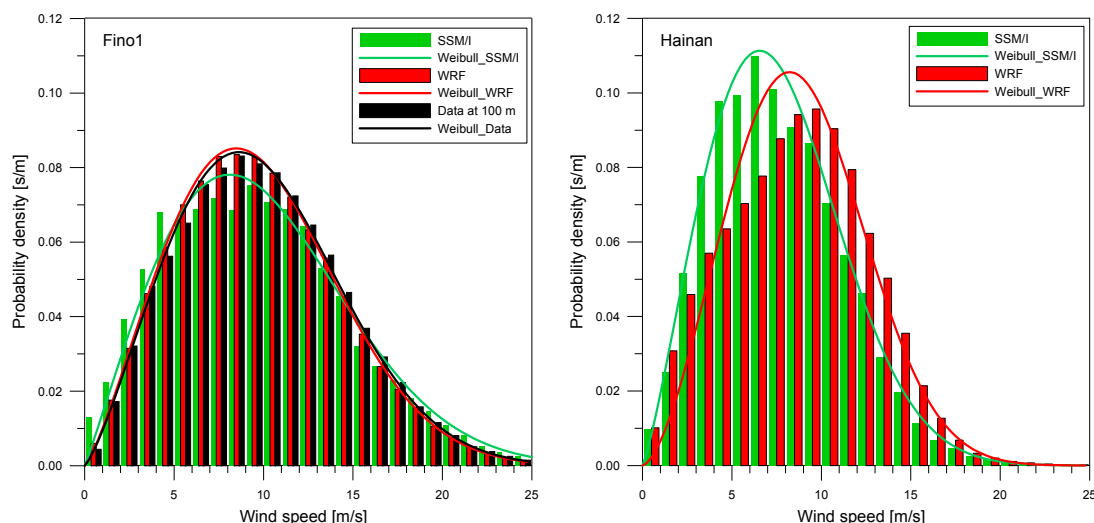 Fino1
SSM/I
Weibull_SSM/I
WRF
Weibull_WRF
Data at 100 m
Weibull_Data
0.12
0.10
0.08
0.06
0.04
0.02
0.00
Probability density [s/m]
0 5 10 15 20 25
Wind speed [m/s]
Hainan
SSM/I
Weibull_SSM/I
WRF
Weibull_WRF
0.12
0.10
0.08
0.06
0.04
0.02
0.00
Probability density [s/m]
0 5 10 15 20 25
Wind speed [m/s]